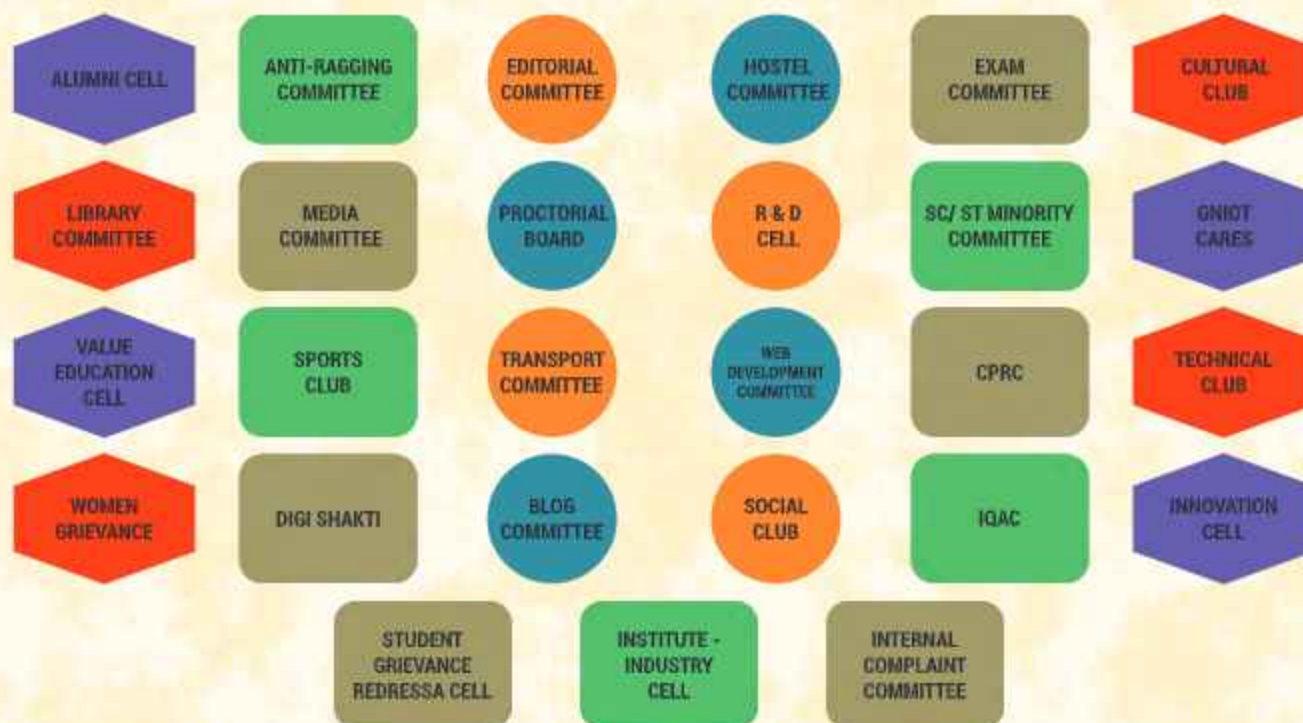 ALUMNI CELL
ANTI-RAGGING
COMMITTEE
EDITORIAL
COMMITTEE
HOSTEL
COMMITTEE
EXAM
COMMITTEE
CULTURAL
CLUB
LIBRARY
COMMITTEE
MEDIA
COMMITTEE
PROCTORIAL
BOARD
R & D
CELL
SC/ ST MINORITY
COMMITTEE
GNIOT
CARES
VALUE
EDUCATION
CELL
SPORTS
CLUB
TRANSPORT
COMMITTEE
WEB
DEVELOPMENT
COMMITTEE
CPRC
TECHNICAL
CLUB
WOMEN
GRIEVANCE
DIGI SHAKTI
BLOG
COMMITTEE
SOCIAL
CLUB
IQAC
INNOVATION
CELL
STUDENT
GRIEVANCE
REDRESSA CELL
INSTITUTE -
INDUSTRY
CELL
INTERNAL
COMPLAINT
COMMITTEE